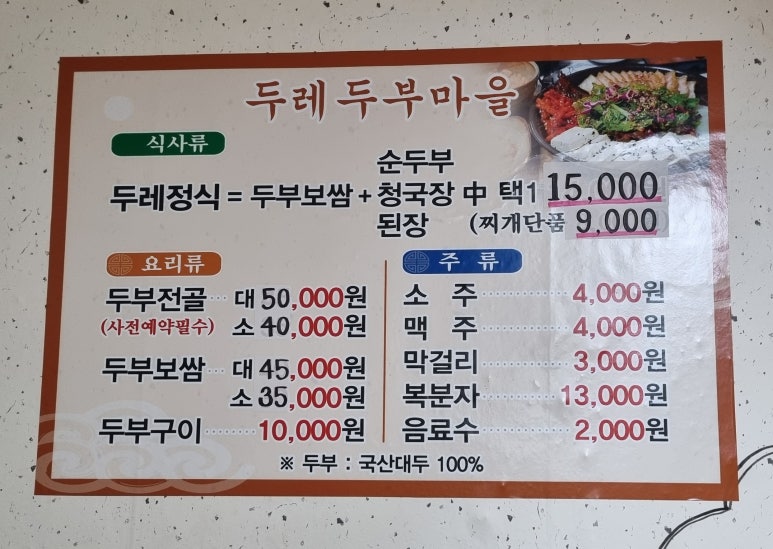 두레두부마을
식사류
순두부
두레정식 = 두부보쌈 + 청국장 中 택1 15,000
된장 (찌개단품 9,000
요리류
두부전골 대 50,000원
(사전예약필수) 소 40,000원
두부보쌈 대 45,000원
소 35,000원
두부구이 10,000원
주 류
소 주 4,000원
맥 주 4,000원
막걸리 3,000원
복분자 13,000원
음료수 2,000원
※ 두부 : 국산대두 100%